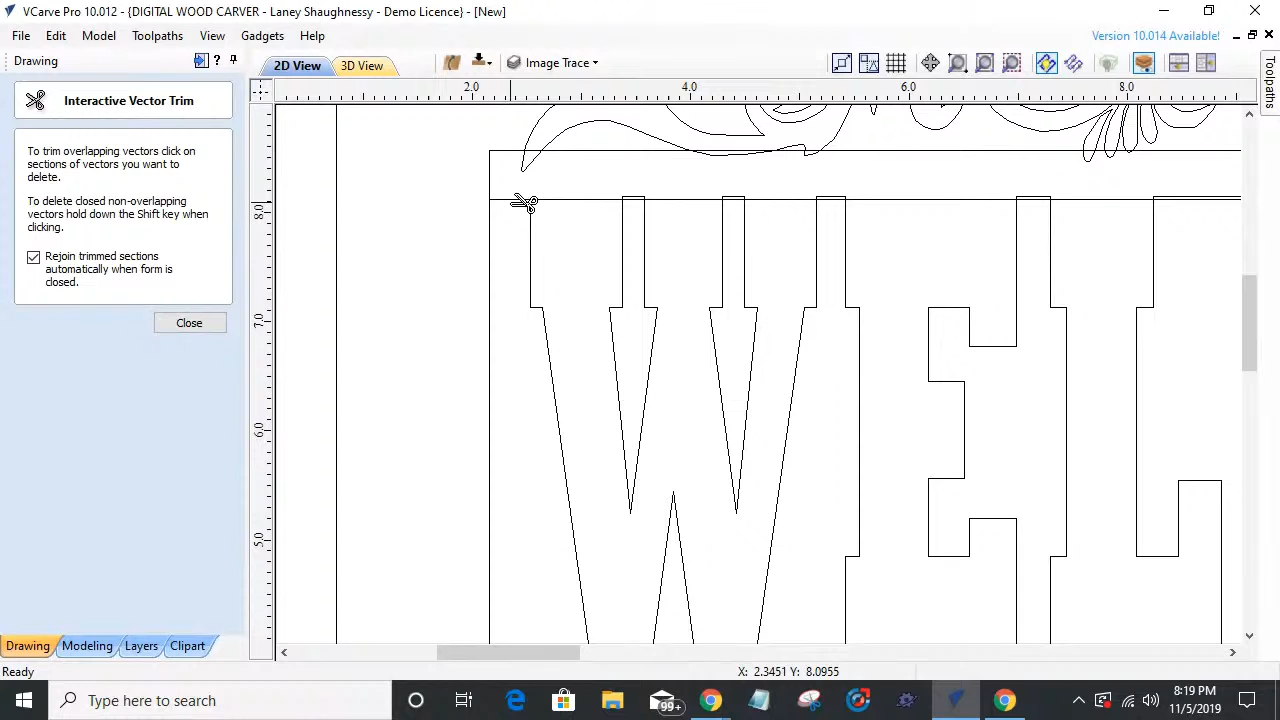 VCarve Pro 10.012 - {DIGITAL WOOD CARVER - Laney Shaughnessy - Demo Licence} - [New]
File Edit Model Toolpaths View Gadgets Help
Version 10.014 Available!
Drawing
?
2D View 3D View
Image Trace
Toolpaths
Interactive Vector Trim
2.0 4.0 6.0 8.0
To trim overlapping vectors click on
sections of vectors you want to
delete.
To delete closed non-overlapping
vectors hold down the Shift key when
clicking.
Rejoin trimmed sections
automatically when form is
closed.
Close
8.0
7.0
6.0
5.0
WEL
Drawing Modeling Layers Clipart
Ready
X: 2.3451 Y: 8.0955
Type here to search
99+
8:19 PM
11/5/2019